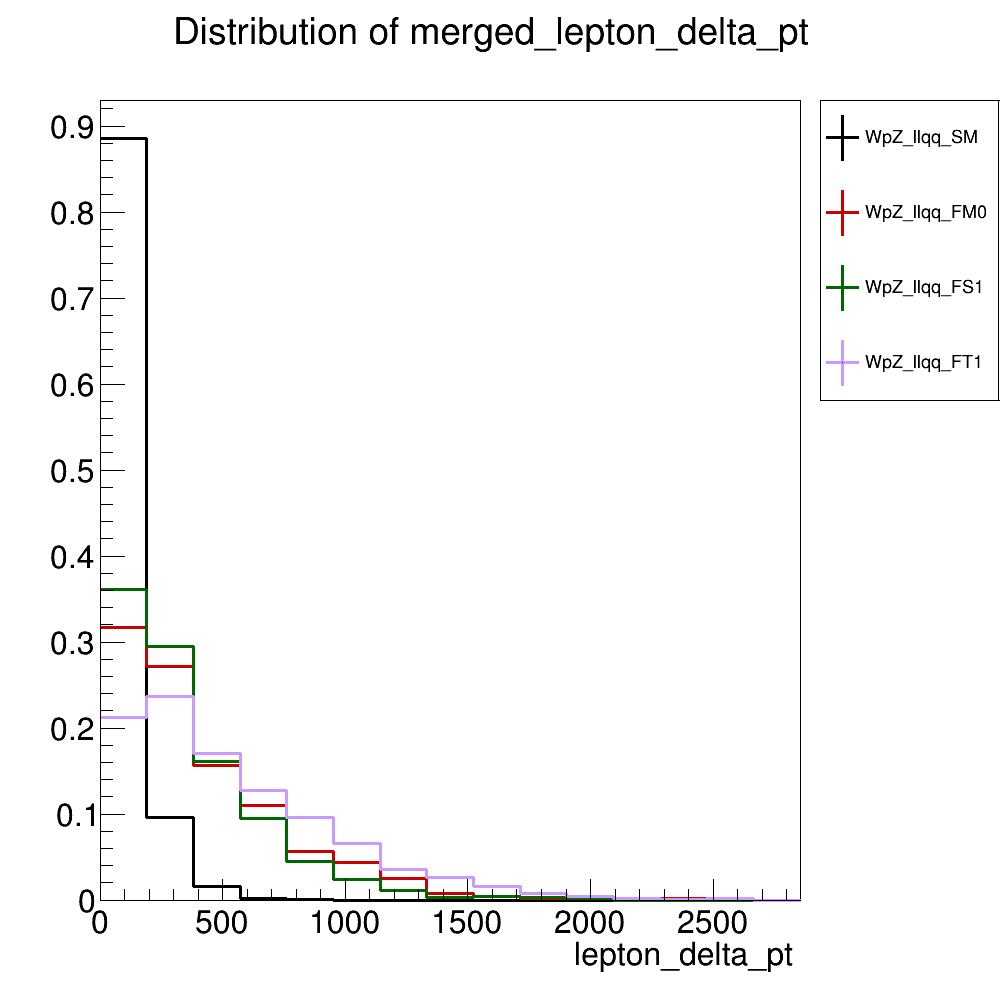 Distribution of merged_lepton_delta_pt
0.9
0.8
0.7
0.6
0.5
0.4
0.3
0.2
0.1
0
0 500 1000 1500 2000 2500
lepton_delta_pt
WpZ_llqq_SM
WpZ_llqq_FM0
WpZ_llqq_FS1
WpZ_llqq_FT1